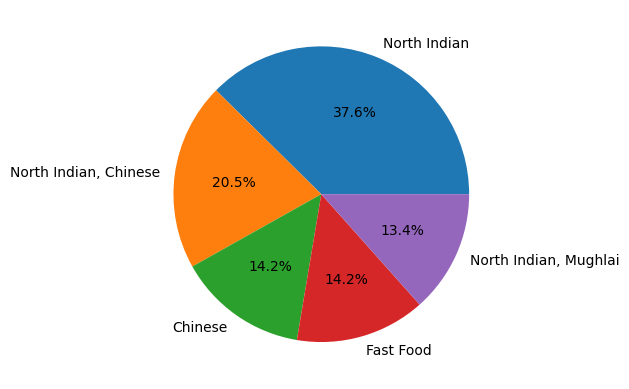 North Indian
37.6%
North Indian, Chinese
20.5%
Chinese
14.2%
Fast Food
14.2%
North Indian, Mughlai
13.4%